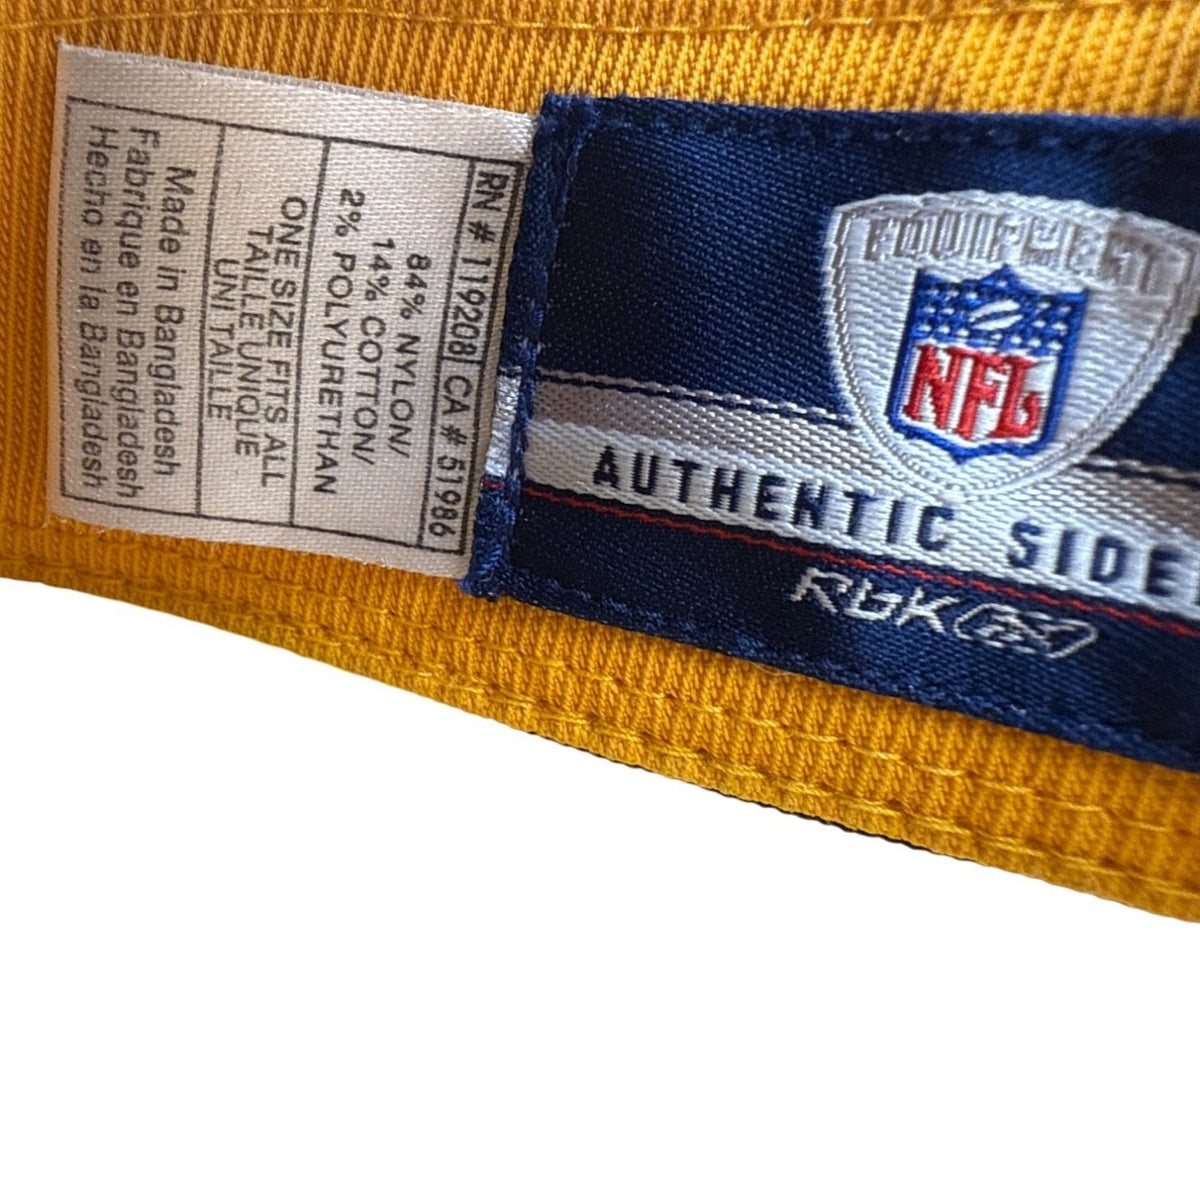 RN # 119208 CA # 51986
84% NYLON/
14% COTTON/
2% POLYURETHAN
ONE SIZE FITS ALL
TAILLE UNIQUE
UNI TAILLE
Made in Bangladesh
Fabrique en Bangladesh
Hecho en la Bangladesh
EQUIPMENT
NFL
AUTHENTIC SIDE
RbK